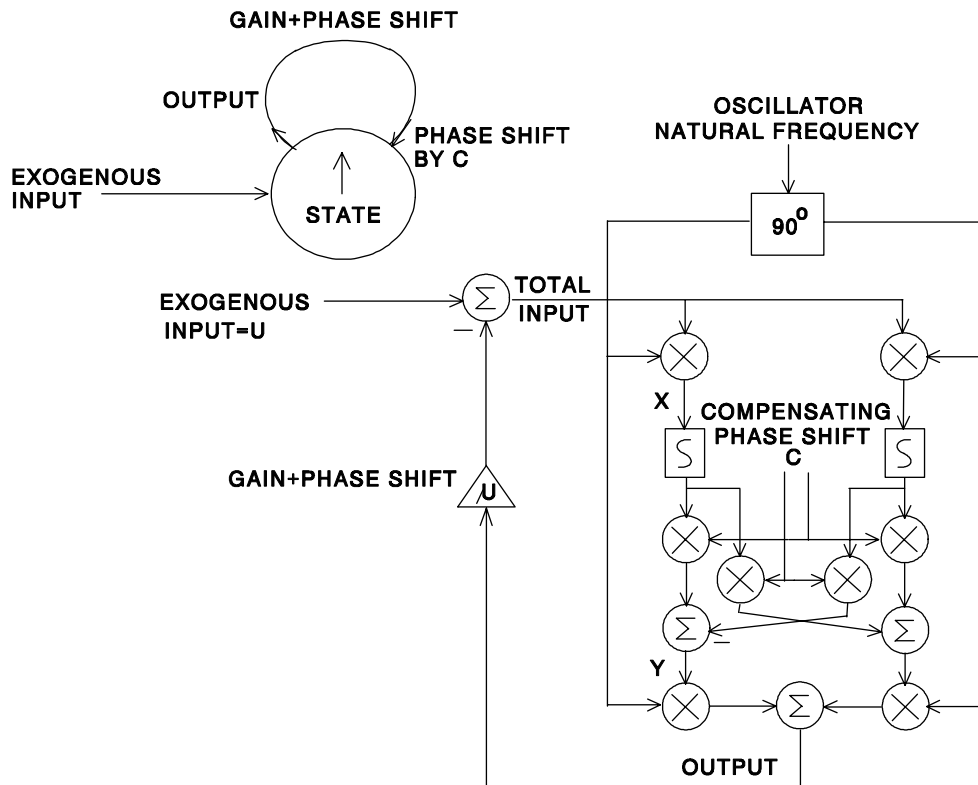 GAIN+PHASE SHIFT
OUTPUT
PHASE SHIFT
BY C
EXOGENOUS
INPUT
STATE
OSCILLATOR
NATURAL FREQUENCY
90°
EXOGENOUS
INPUT=U
Σ
TOTAL
INPUT
X
COMPENSATING
PHASE SHIFT
C
∫
∫
GAIN+PHASE SHIFT
μ
Σ
Σ
Y
Σ
OUTPUT